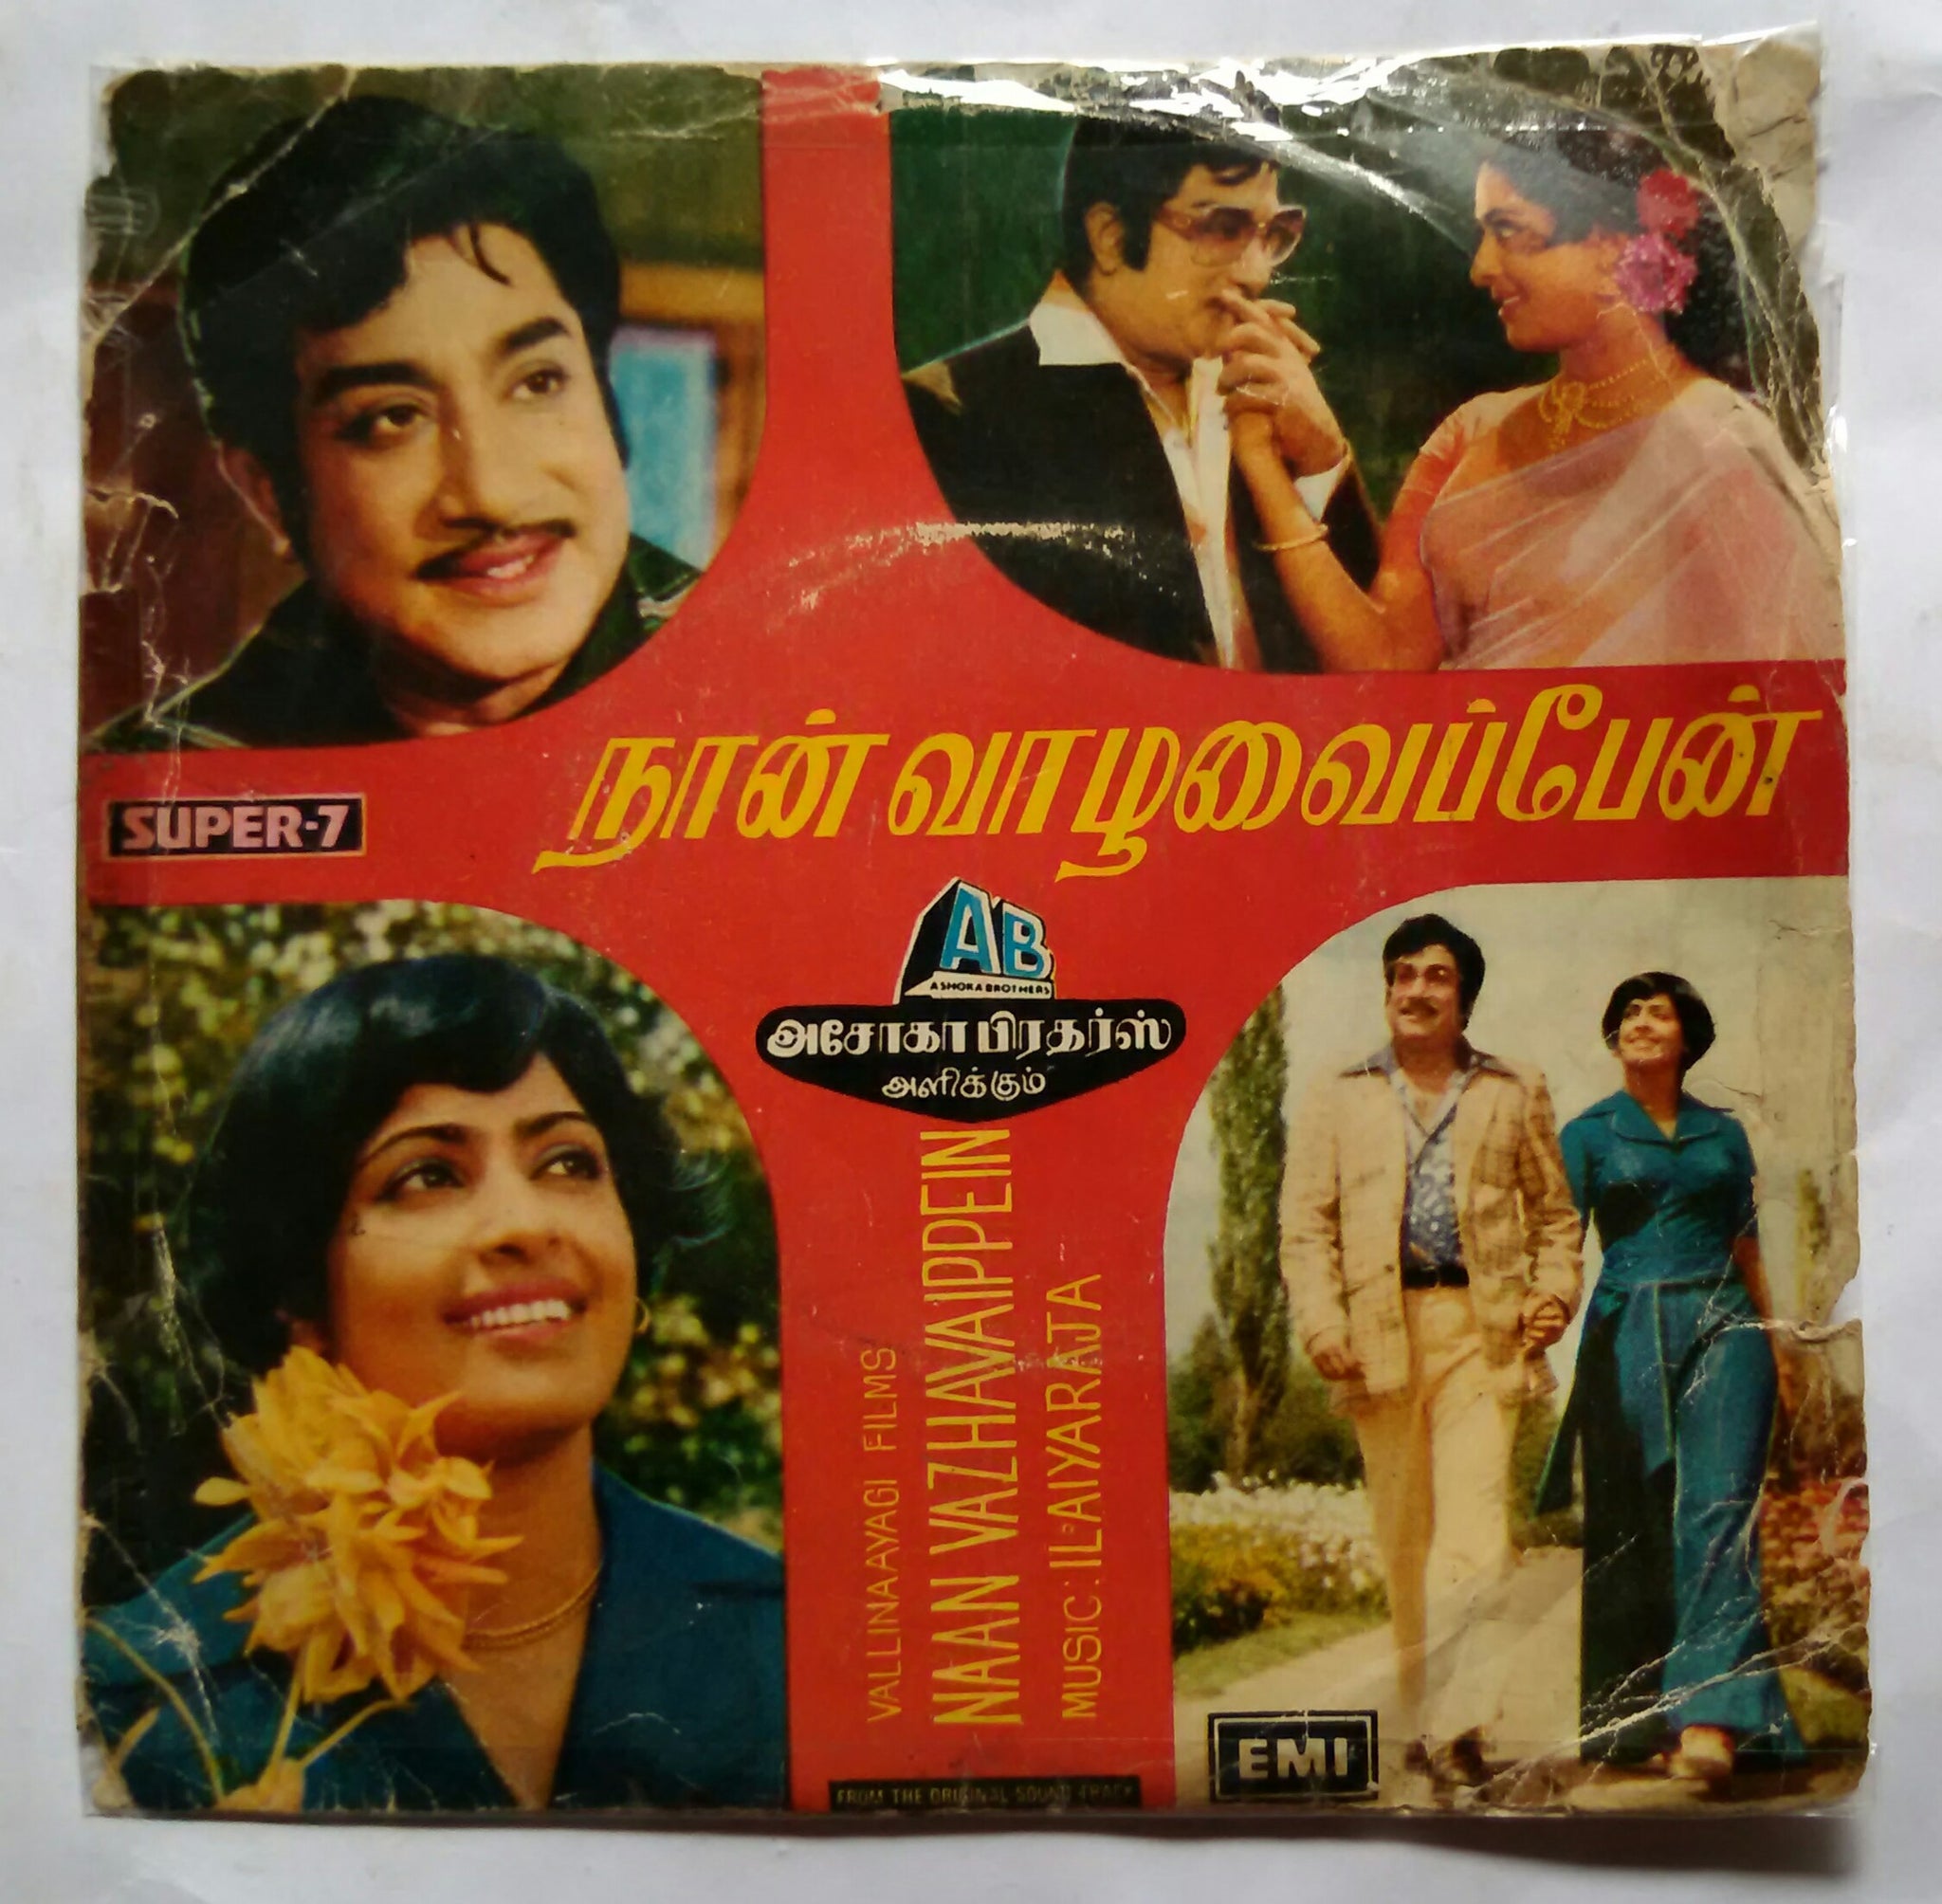 நான் வாழவைப்பேன்
SUPER-7
AB
ASHOKA BROTHERS
அசோகா பிரதர்ஸ்
அளிக்கும்
VALLINAAYAGI FILMS
NAAN VAZHAVAIPPEIN
MUSIC: ILAIYARAJA
EMI
FROM THE ORIGINAL SOUND TRACK